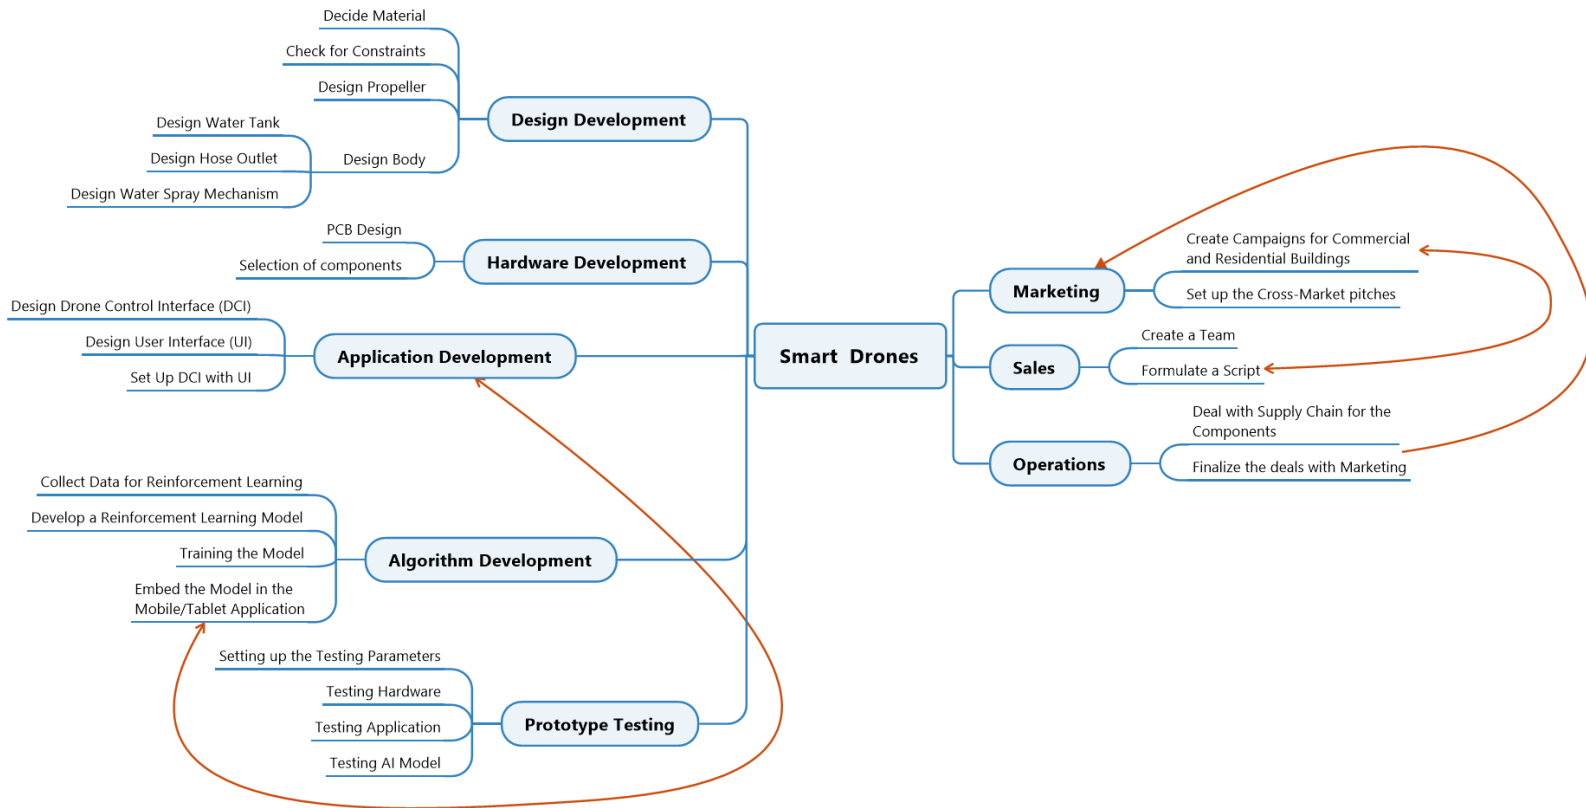 Decide Material
Check for Constraints
Design Propeller
Design Development
Design Water Tank
Design Hose Outlet
Design Body
Design Water Spray Mechanism
PCB Design
Hardware Development
Selection of components
Design Drone Control Interface (DCI)
Design User Interface (UI)
Application Development
Set Up DCI with UI
Collect Data for Reinforcement Learning
Develop a Reinforcement Learning Model
Training the Model
Algorithm Development
Embed the Model in the
Mobile/Tablet Application
Setting up the Testing Parameters
Testing Hardware
Prototype Testing
Testing Application
Testing AI Model
Smart Drones
Marketing
Create Campaigns for Commercial
and Residential Buildings
Set up the Cross-Market pitches
Sales
Create a Team
Formulate a Script
Operations
Deal with Supply Chain for the
Components
Finalize the deals with Marketing